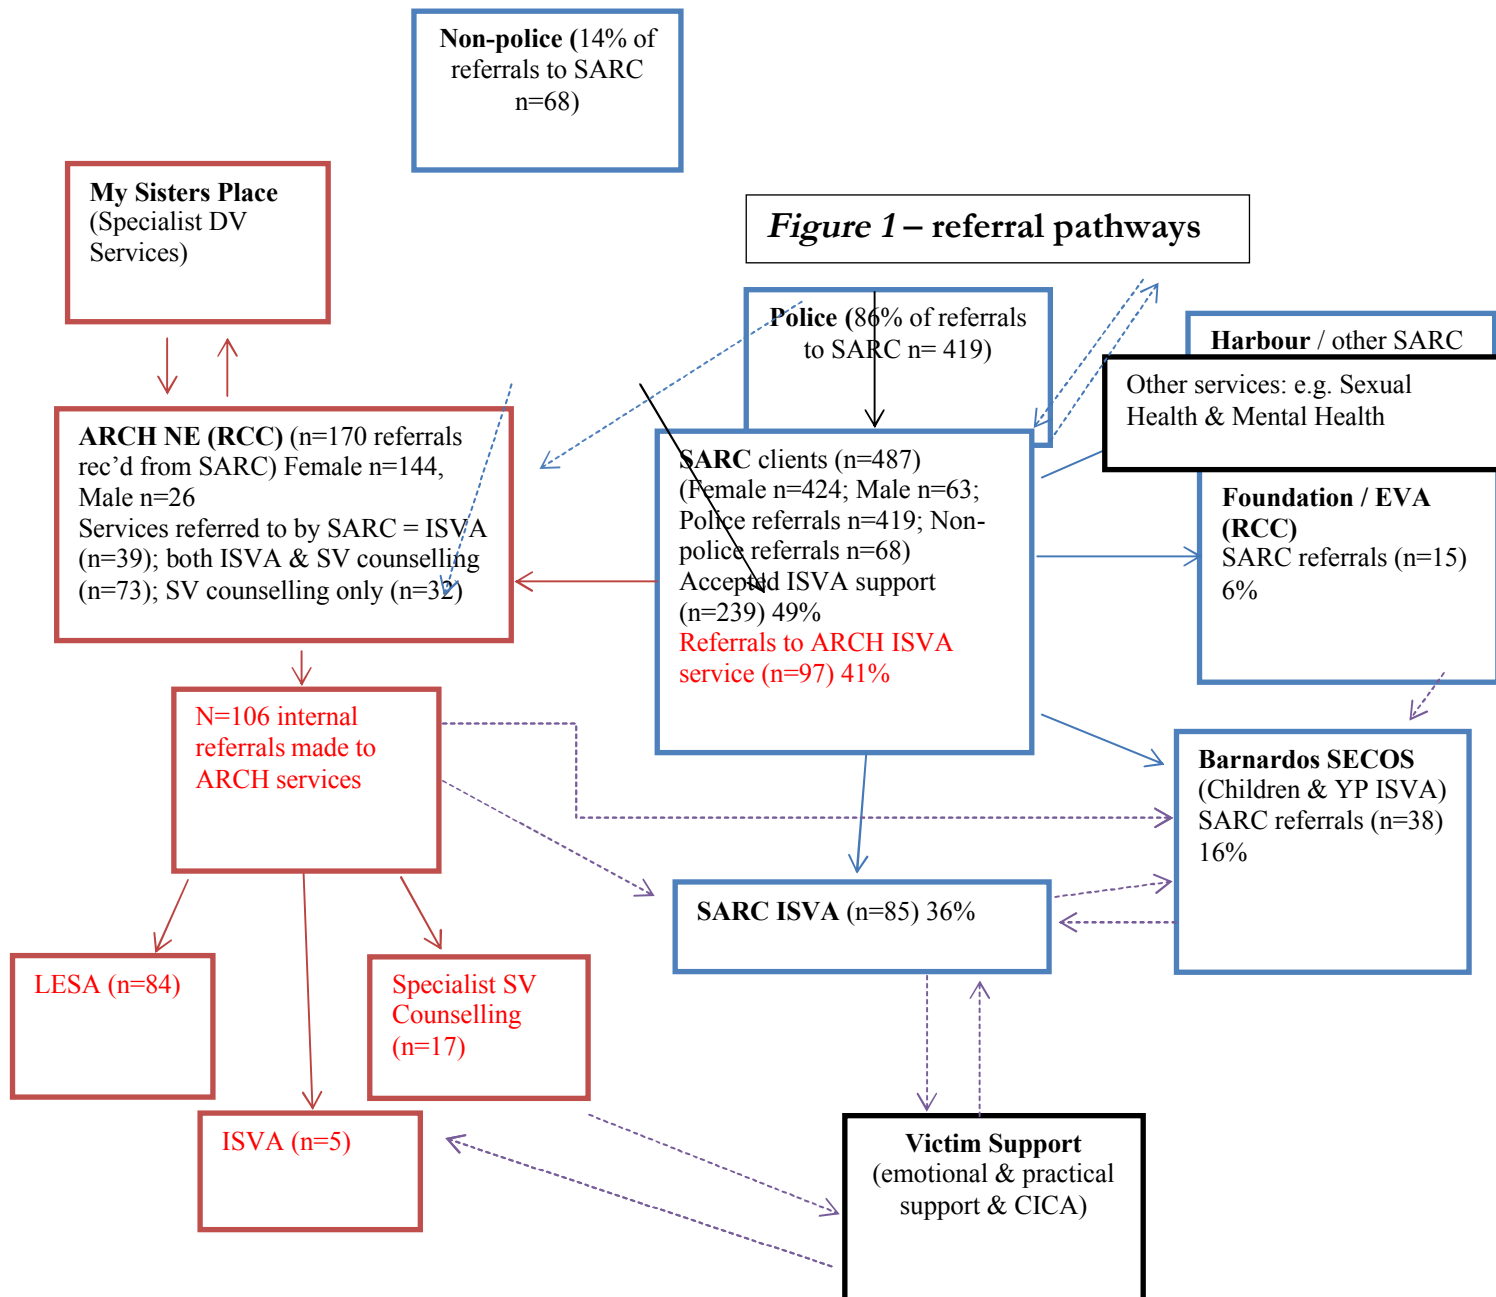 Non-police (14% of
referrals to SARC
n=68)
My Sisters Place
(Specialist DV
Services)
Figure 1 – referral pathways
Police (86% of referrals
to SARC n= 419)
Harbour / other SARC
Other services: e.g. Sexual
Health & Mental Health
ARCH NE (RCC) (n=170 referrals
rec’d from SARC) Female n=144,
Male n=26
Services referred to by SARC = ISVA
(n=39); both ISVA & SV counselling
(n=73); SV counselling only (n=32)
SARC clients (n=487)
(Female n=424; Male n=63;
Police referrals n=419; Non-
police referrals n=68)
Accepted ISVA support
(n=239) 49%
Referrals to ARCH ISVA
service (n=97) 41%
Foundation / EVA
(RCC)
SARC referrals (n=15)
6%
N=106 internal
referrals made to
ARCH services
Barnardos SECOS
(Children & YP ISVA)
SARC referrals (n=38)
16%
SARC ISVA (n=85) 36%
LESA (n=84)
Specialist SV
Counselling
(n=17)
ISVA (n=5)
Victim Support
(emotional & practical
support & CICA)